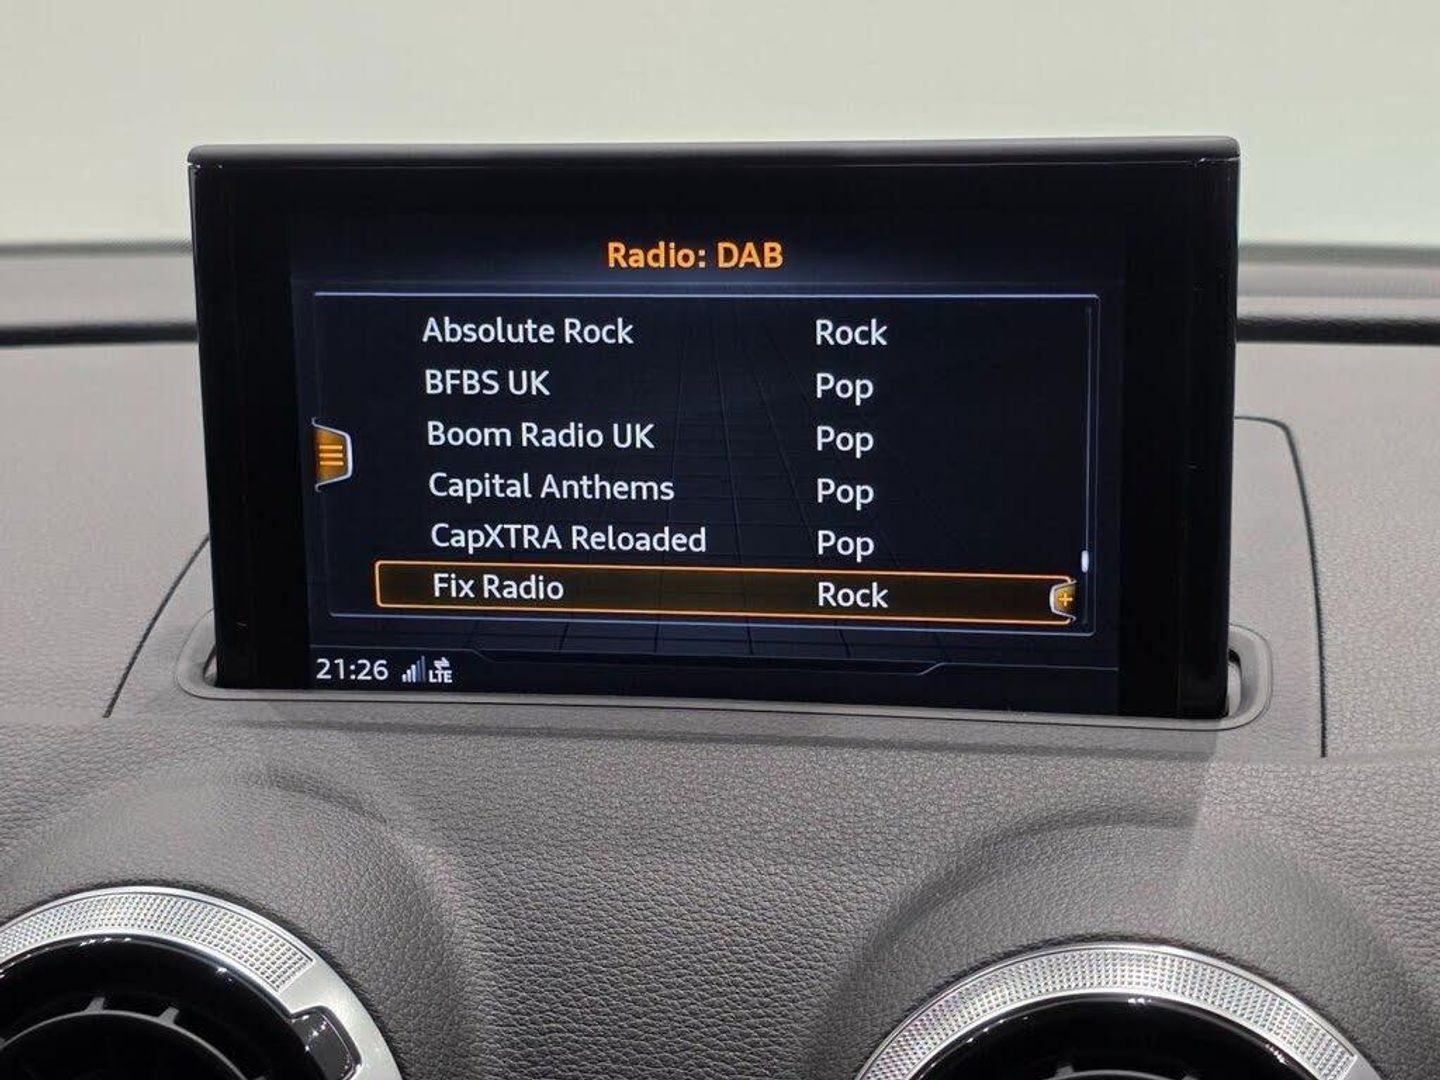 Radio: DAB
Absolute Rock Rock
BFBS UK Pop
Boom Radio UK Pop
Capital Anthems Pop
CapXTRA Reloaded Pop
Fix Radio Rock
21:26 LTE